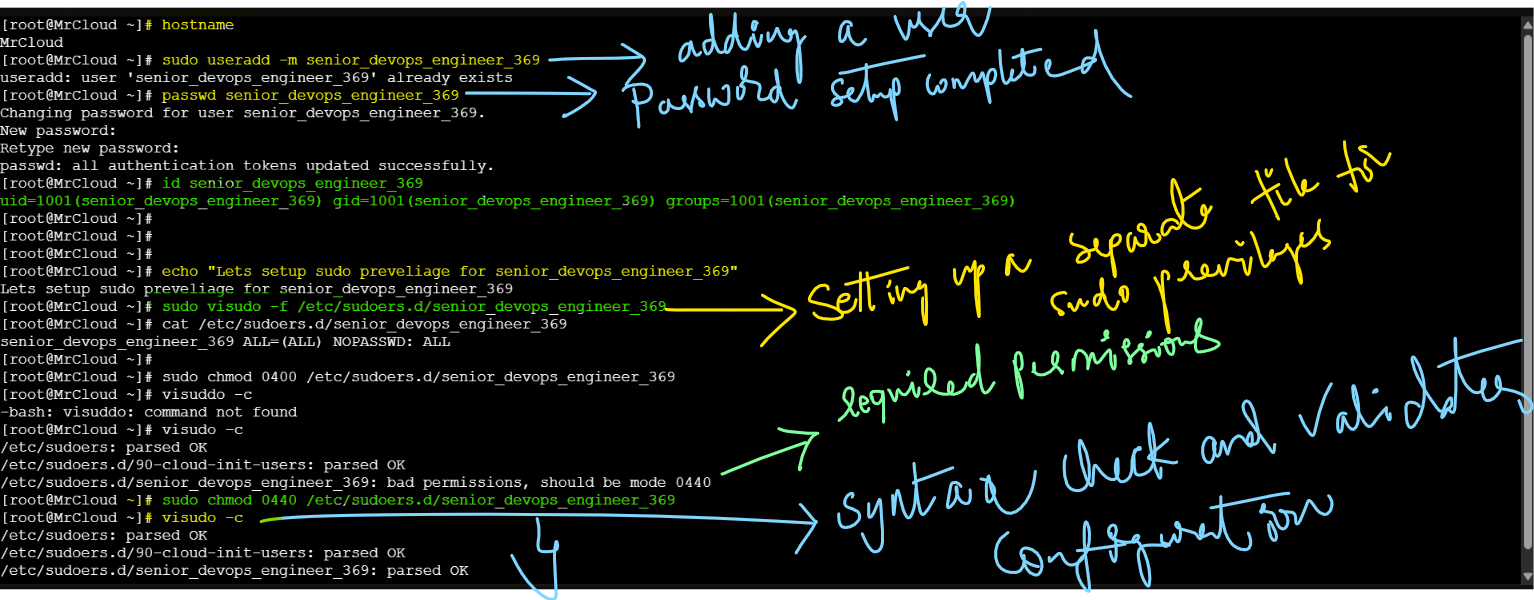 [root@MrCloud ~]# hostname
MrCloud
[root@MrCloud ~]# sudo useradd -m senior_devops_engineer_369
adding a user
useradd: user 'senior_devops_engineer_369' already exists
[root@MrCloud ~]# passwd senior_devops_engineer_369
Password setup completed
Changing password for user senior_devops_engineer_369.
New password:
Retype new password:
passwd: all authentication tokens updated successfully.
[root@MrCloud ~]# id senior_devops_engineer_369
uid=1001(senior_devops_engineer_369) gid=1001(senior_devops_engineer_369) groups=1001(senior_devops_engineer_369)
[root@MrCloud ~]#
[root@MrCloud ~]#
[root@MrCloud ~]#
[root@MrCloud ~]# echo "Lets setup sudo preveliage for senior_devops_engineer_369"
Lets setup sudo preveliage for senior_devops_engineer_369
[root@MrCloud ~]# sudo visudo -f /etc/sudoers.d/senior_devops_engineer_369
Setting up a separate file for
sudo previleges
[root@MrCloud ~]# cat /etc/sudoers.d/senior_devops_engineer_369
senior_devops_engineer_369 ALL=(ALL) NOPASSWD: ALL
[root@MrCloud ~]#
[root@MrCloud ~]# sudo chmod 0400 /etc/sudoers.d/senior_devops_engineer_369
[root@MrCloud ~]# visuddo -c
-bash: visuddo: command not found
[root@MrCloud ~]# visudo -c
/etc/sudoers: parsed OK
/etc/sudoers.d/90-cloud-init-users: parsed OK
/etc/sudoers.d/senior_devops_engineer_369: bad permissions, should be mode 0440
required permissions
[root@MrCloud ~]# sudo chmod 0440 /etc/sudoers.d/senior_devops_engineer_369
[root@MrCloud ~]# visudo -c
syntax check and validates
configuration
/etc/sudoers: parsed OK
/etc/sudoers.d/90-cloud-init-users: parsed OK
/etc/sudoers.d/senior_devops_engineer_369: parsed OK